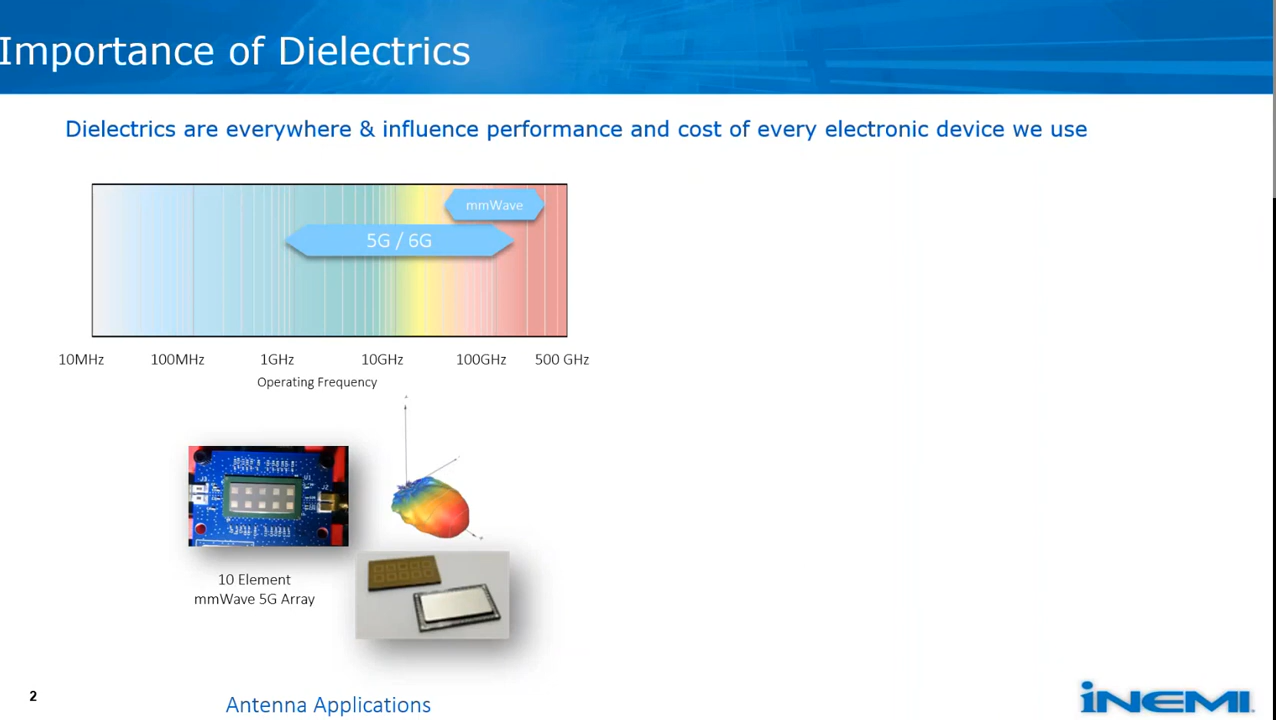 Importance of Dielectrics
Dielectrics are everywhere & influence performance and cost of every electronic device we use
mmWave
5G / 6G
10MHz 100MHz 1GHz 10GHz 100GHz 500 GHz
Operating Frequency
10 Element
mmWave 5G Array
Antenna Applications
2
iNEMI